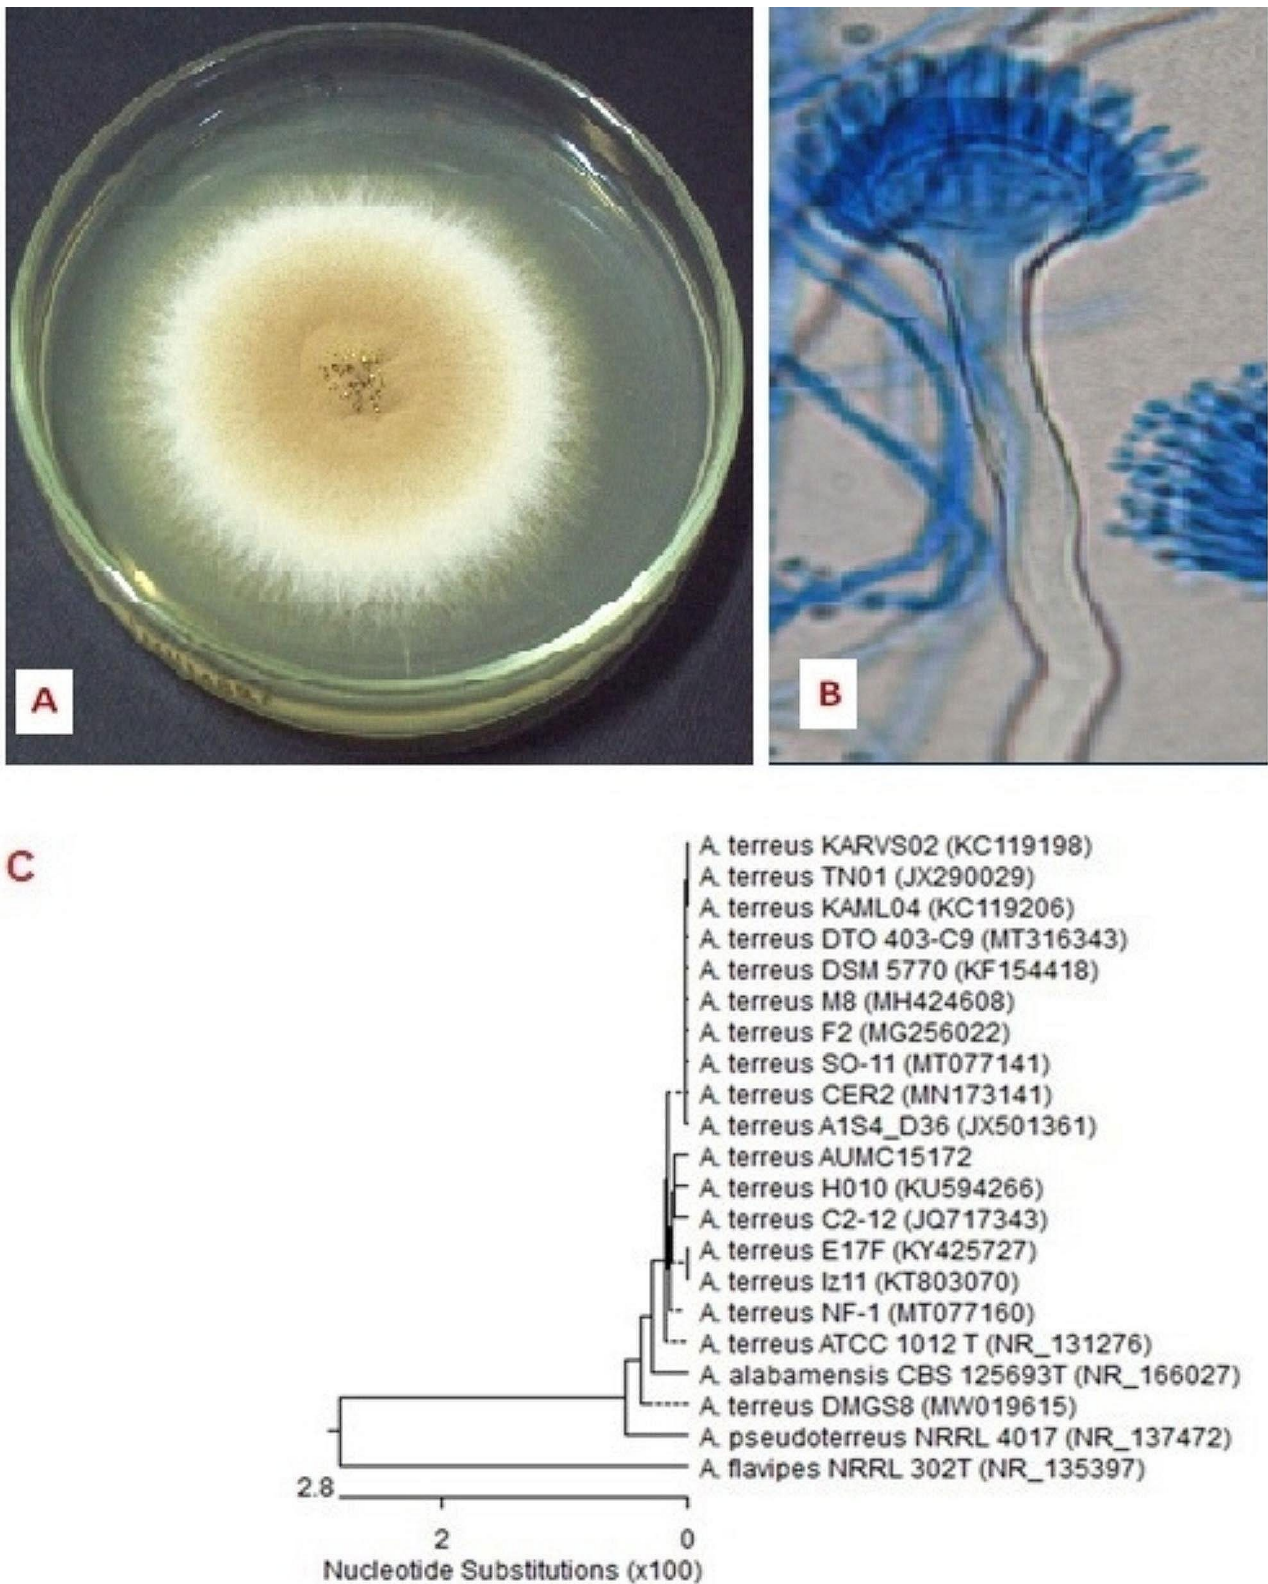 A
B
C
A. terreus KARVS02 (KC119198)
A. terreus TN01 (JX290029)
A. terreus KAML04 (KC119206)
A. terreus DTO 403-C9 (MT316343)
A. terreus DSM 5770 (KF154418)
A. terreus M8 (MH424608)
A. terreus F2 (MG256022)
A. terreus SO-11 (MT077141)
A. terreus CER2 (MN173141)
A. terreus A1S4_D36 (JX501361)
A. terreus AUMC15172
A. terreus H010 (KU594266)
A. terreus C2-12 (JQ717343)
A. terreus E17F (KY425727)
A. terreus Iz11 (KT803070)
A. terreus NF-1 (MT077160)
A. terreus ATCC 1012 T (NR_131276)
A. alabamensis CBS 125693T (NR_166027)
A. terreus DMGS8 (MW019615)
A. pseudoterreus NRRL 4017 (NR_137472)
A. flavipes NRRL 302T (NR_135397)
2.8
2 0
Nucleotide Substitutions (x100)